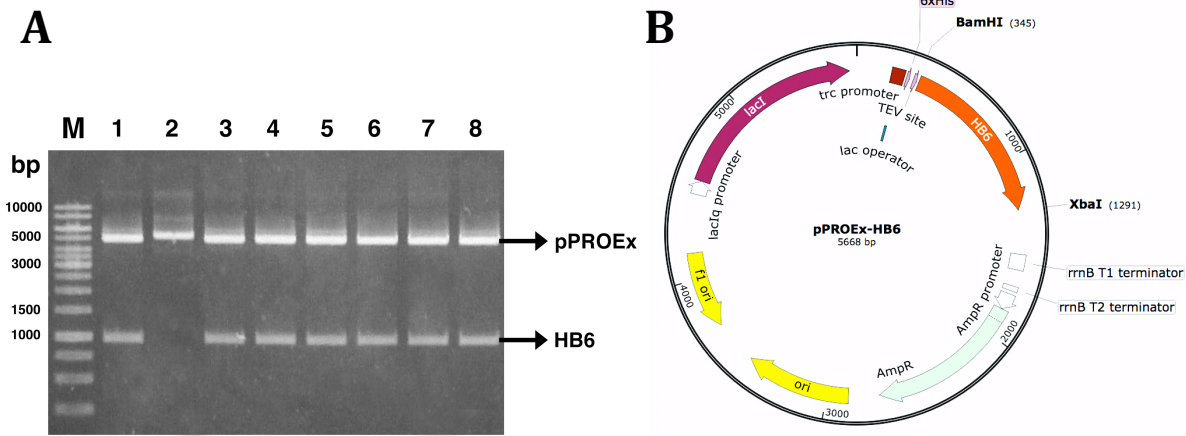 A
M 1 2 3 4 5 6 7 8
bp
10000
5000
3000
1500
1000
pPROEx
HB6
B
6xHis
BamHI (345)
trc promoter
TEV site
lac operator
HB6
1000
XbaI (1291)
pPROEx-HB6
5668 bp
rrnB T1 terminator
rrnB T2 terminator
AmpR promoter
2000
AmpR
ori
3000
f1 ori
4000
lacIq promoter
lacI
5000